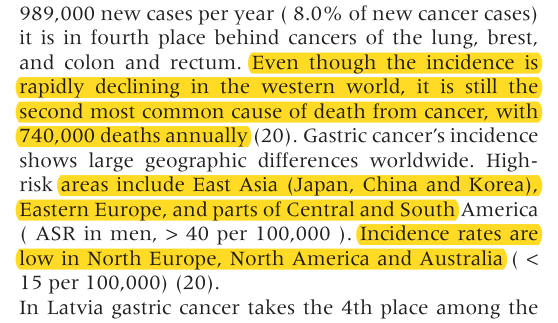 989,000 new cases per year ( 8.0% of new cancer cases)
it is in fourth place behind cancers of the lung, brest,
and colon and rectum. Even though the incidence is
rapidly declining in the western world, it is still the
second most common cause of death from cancer, with
740,000 deaths annually (20). Gastric cancer’s incidence
shows large geographic differences worldwide. High-
risk areas include East Asia (Japan, China and Korea),
Eastern Europe, and parts of Central and South America
( ASR in men, > 40 per 100,000 ). Incidence rates are
low in North Europe, North America and Australia ( <
15 per 100,000) (20).
In Latvia gastric cancer takes the 4th place among the